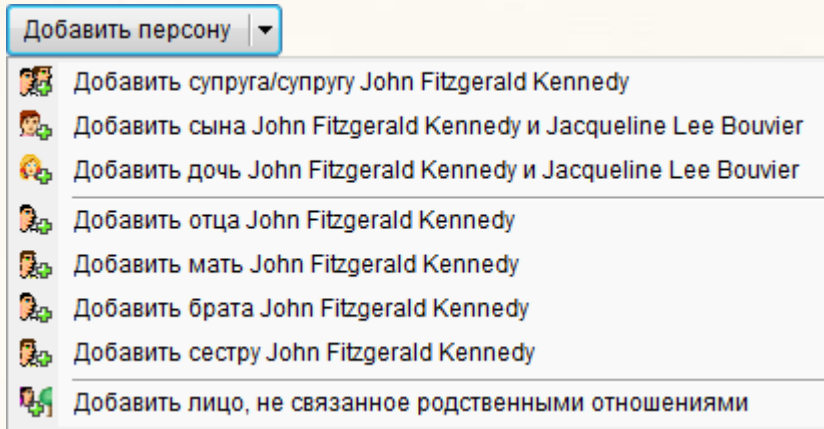 Добавить персону
Добавить супруга/супругу John Fitzgerald Kennedy
Добавить сына John Fitzgerald Kennedy и Jacqueline Lee Bouvier
Добавить дочь John Fitzgerald Kennedy и Jacqueline Lee Bouvier
Добавить отца John Fitzgerald Kennedy
Добавить мать John Fitzgerald Kennedy
Добавить брата John Fitzgerald Kennedy
Добавить сестру John Fitzgerald Kennedy
Добавить лицо, не связанное родственными отношениями